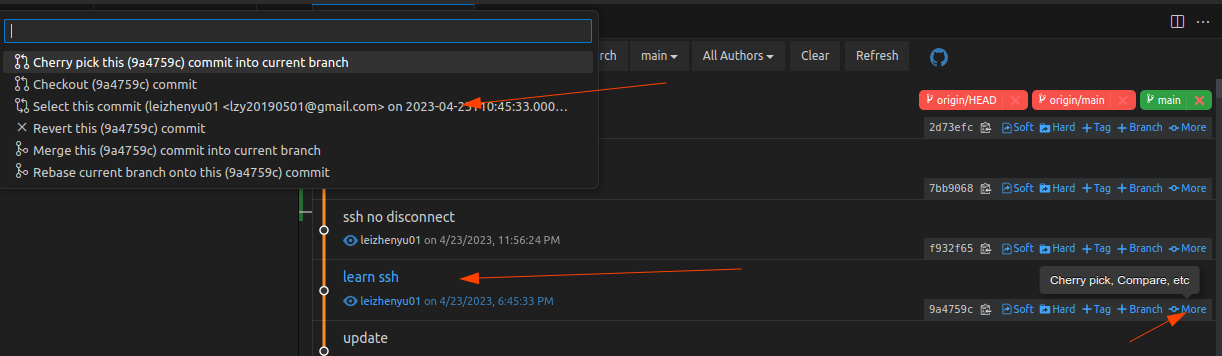 Cherry pick this (9a4759c) commit into current branch
Checkout (9a4759c) commit
Select this commit (leizhenyu01 <lzy20190501@gmail.com> on 2023-04-23T10:45:33.000…
Revert this (9a4759c) commit
Merge this (9a4759c) commit into current branch
Rebase current branch onto this (9a4759c) commit
rch main All Authors Clear Refresh
origin/HEAD origin/main main
2d73efc Soft Hard +Tag +Branch More
7bb9068 Soft Hard +Tag +Branch More
ssh no disconnect
leizhenyu01 on 4/23/2023, 11:56:24 PM
f932f65 Soft Hard +Tag +Branch More
learn ssh
Cherry pick, Compare, etc
leizhenyu01 on 4/23/2023, 6:45:33 PM
9a4759c Soft Hard +Tag +Branch More
update